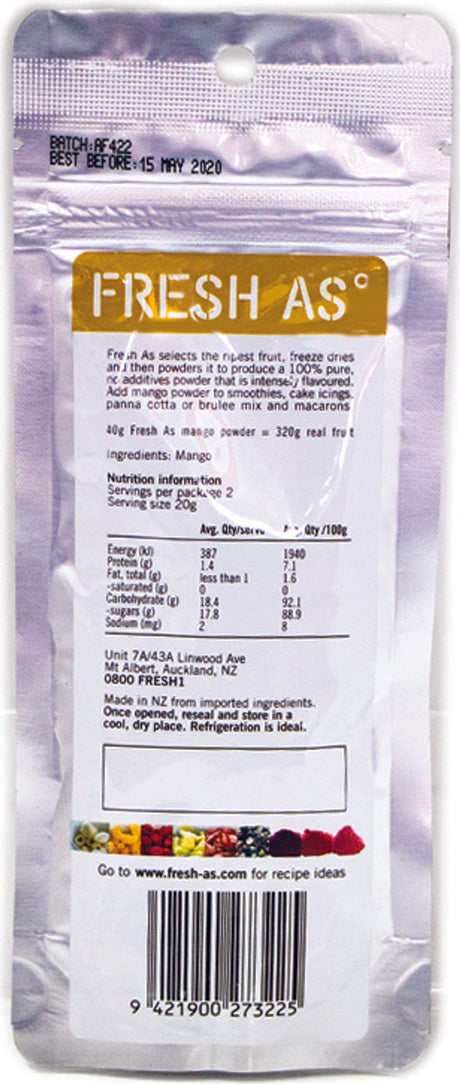 BATCH:AF422
BEST BEFORE:15 MAY 2020
FRESH AS°
Fresh As selects the ripest fruit, freeze dries
and then powders it to produce a 100% pure,
no additives powder that is intensely flavoured.
Add mango powder to smoothies, cake icings,
panna cotta or brulee mix and macarons
40g Fresh As mango powder = 320g real fruit
Ingredients: Mango
Nutrition information
Servings per package 2
Serving size 20g
Avg. Qty/serve Avg. Qty /100g
Energy (kJ) 387 1940
Protein (g) 1.4 7.1
Fat, total (g) less than 1 1.6
-saturated (g) 0 0
Carbohydrate (g) 18.4 92.1
-sugars (g) 17.8 88.9
Sodium (mg) 2 8
Unit 7A/43A Linwood Ave
Mt Albert, Auckland, NZ
0800 FRESH1
Made in NZ from imported ingredients.
Once opened, reseal and store in a
cool, dry place. Refrigeration is ideal.
Go to www.fresh-as.com for recipe ideas
9 421900 273225